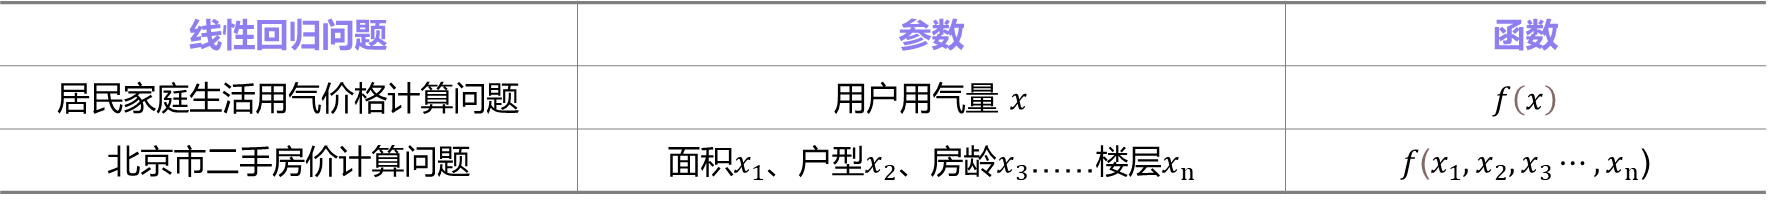 线性回归问题 参数 函数
居民家庭生活用气价格计算问题 用户用气量 x f(x)
北京市二手房价计算问题 面积x₁、户型x₂、房龄x₃……楼层xₙ f(x₁,x₂,x₃⋯,xₙ)